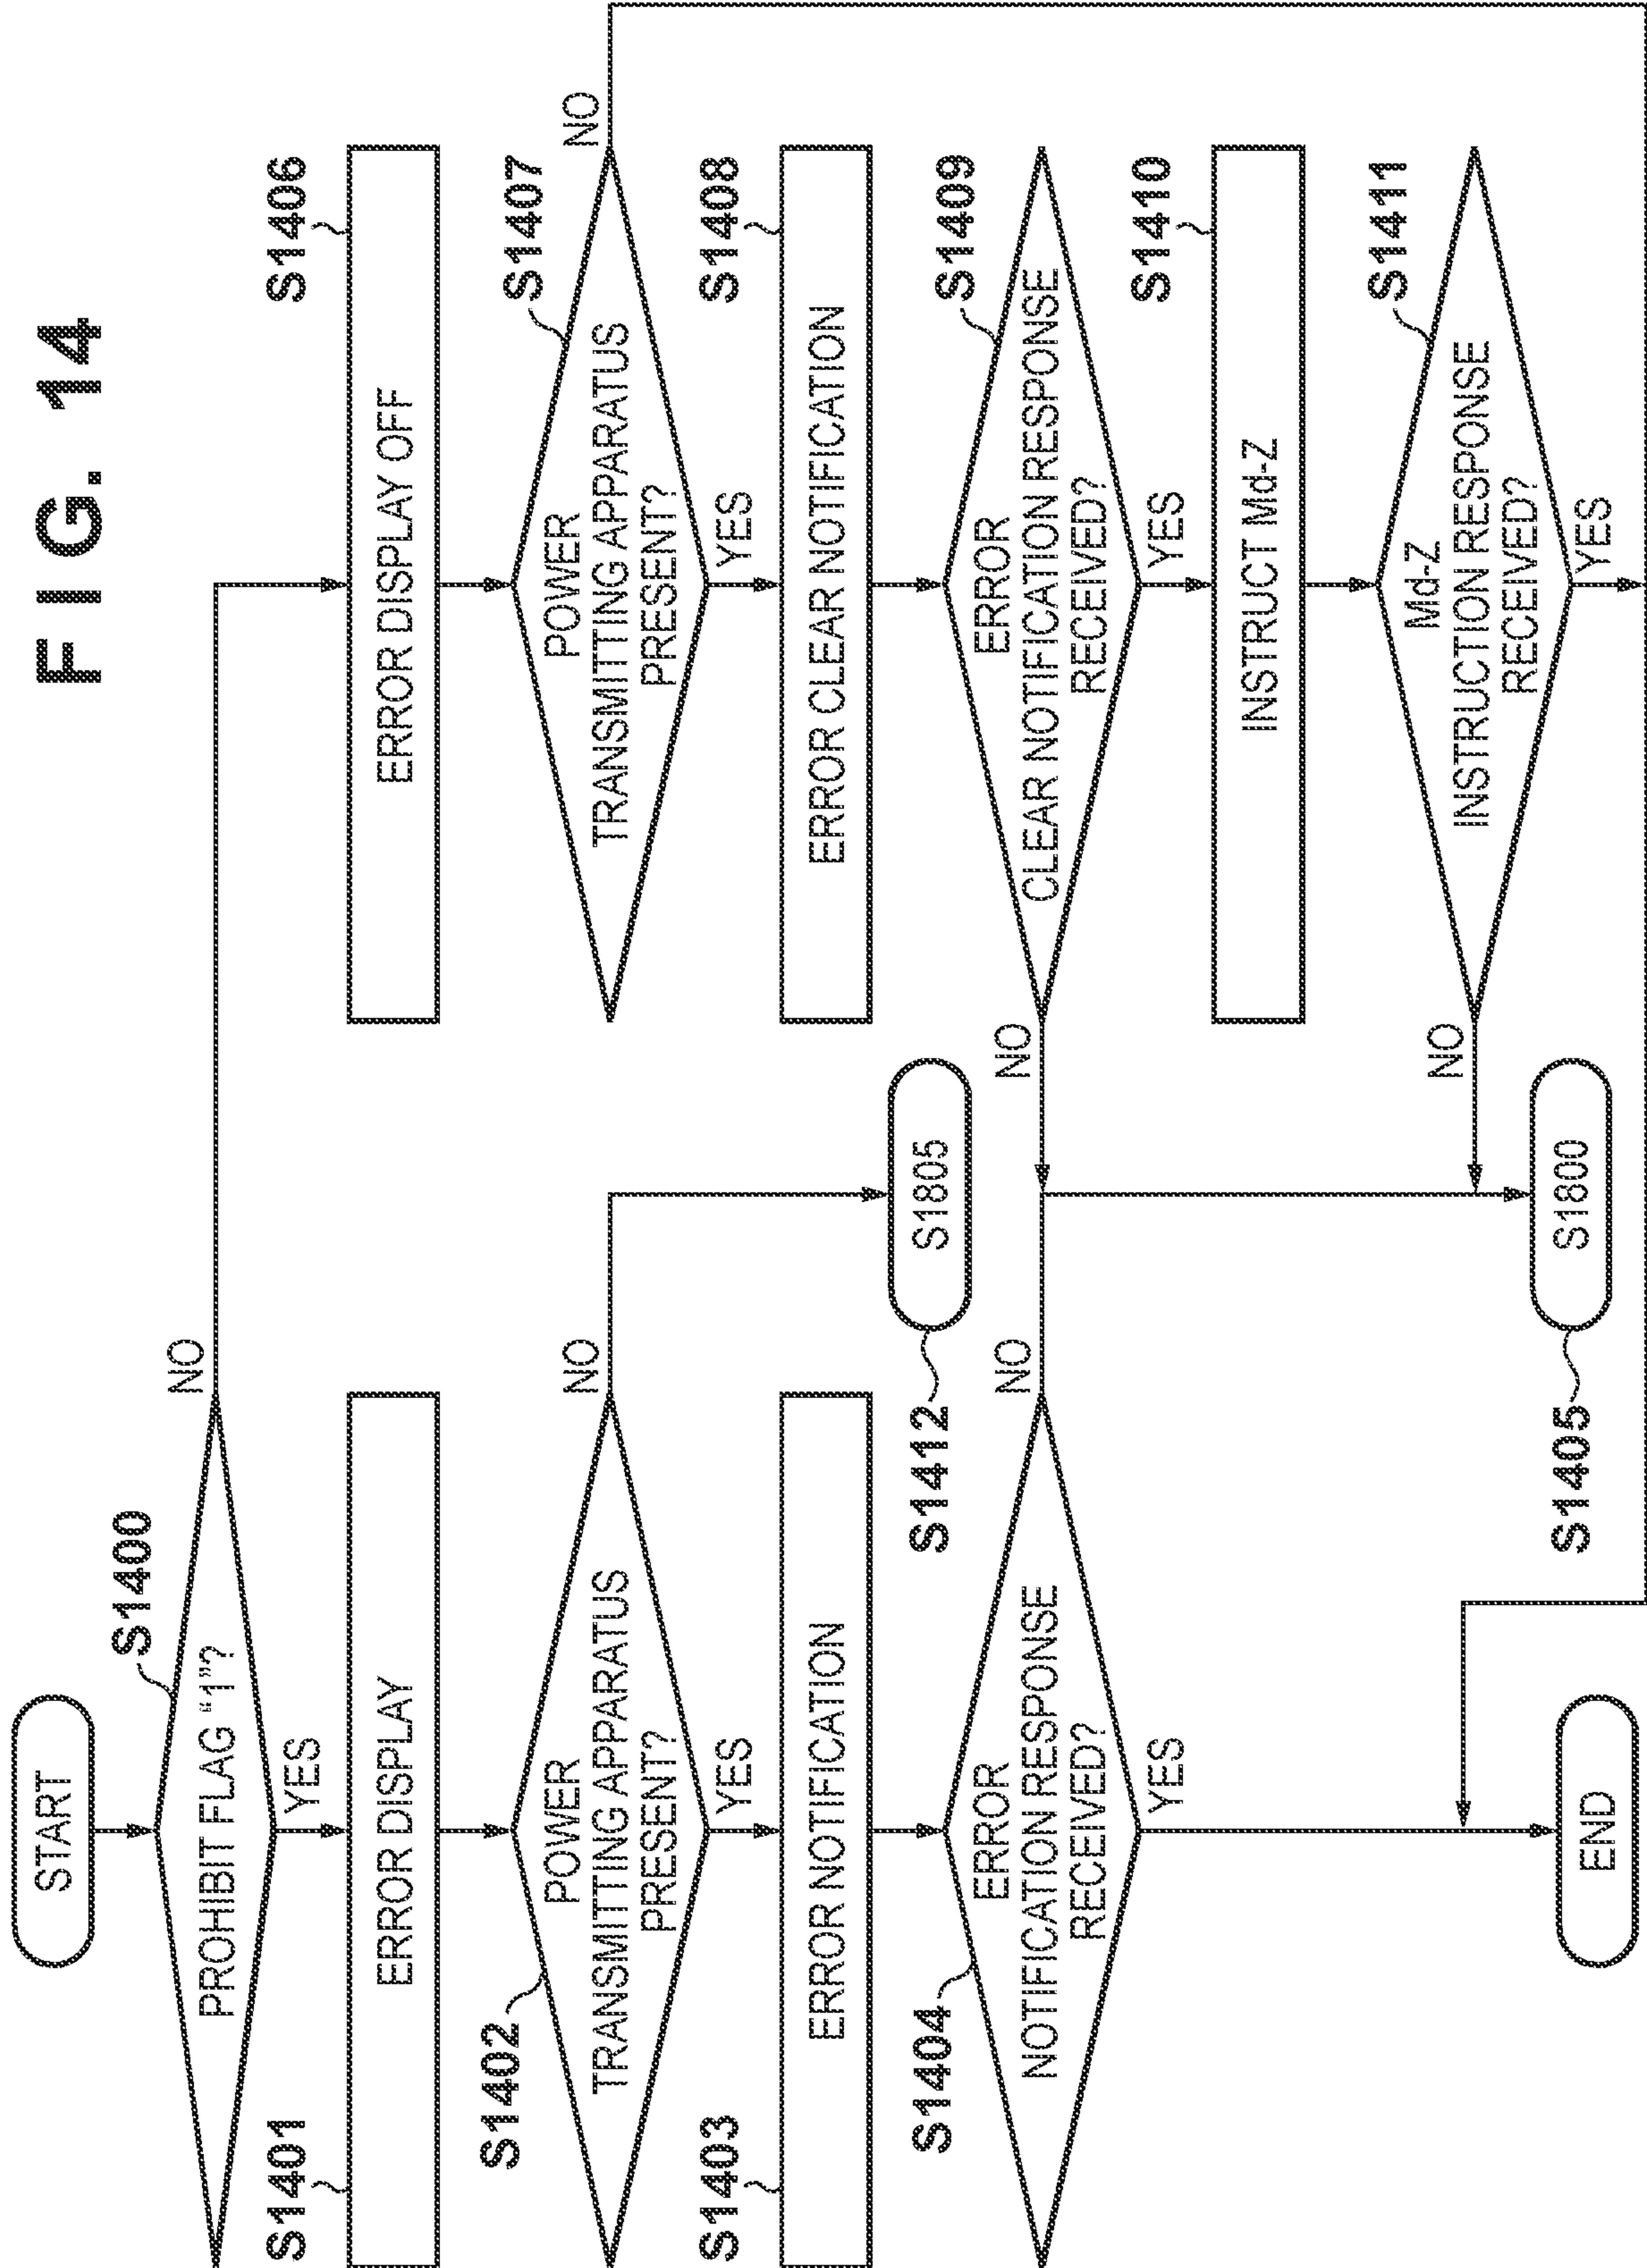 FIG. 14
START
S1400
PROHIBIT FLAG “1”?
NO
YES
S1401
ERROR DISPLAY
S1402
POWER
TRANSMITTING APPARATUS
PRESENT?
NO
YES
S1403
ERROR NOTIFICATION
S1404
ERROR
NOTIFICATION RESPONSE
RECEIVED?
NO
YES
END
S1412
S1805
S1405
S1800
S1406
ERROR DISPLAY OFF
S1407
POWER
TRANSMITTING APPARATUS
PRESENT?
NO
YES
S1408
ERROR CLEAR NOTIFICATION
S1409
ERROR
CLEAR NOTIFICATION RESPONSE
RECEIVED?
NO
YES
S1410
INSTRUCT Md-Z
S1411
Md-Z
INSTRUCTION RESPONSE
RECEIVED?
NO
YES